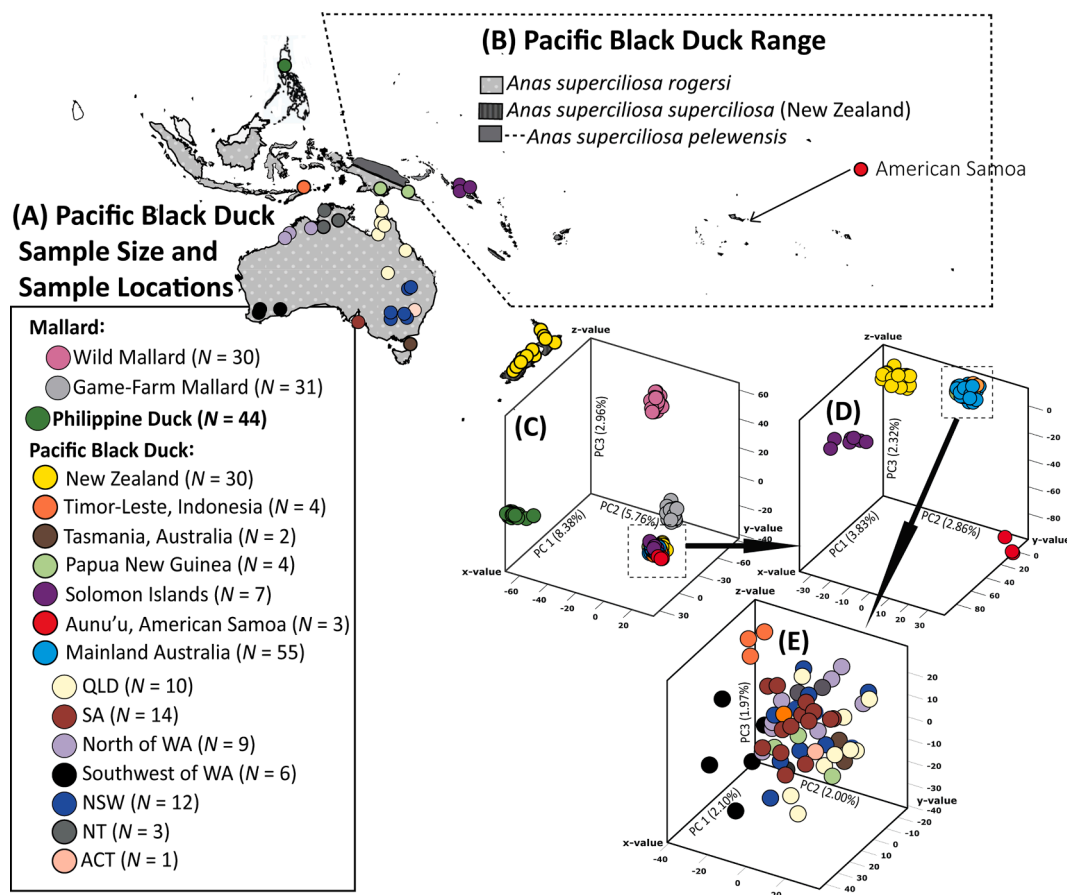 (B) Pacific Black Duck Range
Anas superciliosa rogersi
Anas superciliosa superciliosa (New Zealand)
Anas superciliosa pelewensis
American Samoa
(A) Pacific Black Duck
Sample Size and
Sample Locations
Mallard:
Wild Mallard (N = 30)
Game-Farm Mallard (N = 31)
Philippine Duck (N = 44)
Pacific Black Duck:
New Zealand (N = 30)
Timor-Leste, Indonesia (N = 4)
Tasmania, Australia (N = 2)
Papua New Guinea (N = 4)
Solomon Islands (N = 7)
Aunu’u, American Samoa (N = 3)
Mainland Australia (N = 55)
QLD (N = 10)
SA (N = 14)
North of WA (N = 9)
Southwest of WA (N = 6)
NSW (N = 12)
NT (N = 3)
ACT (N = 1)
(C)
z-value
PC3 (2.96%)
PC 1 (8.38%)
PC2 (5.76%)
y-value
x-value
60
40
20
0
-20
-40
-60
-40
-20
0
20
-60
-30
0
30
(D)
z-value
PC3 (2.32%)
PC1 (3.83%)
PC2 (2.86%)
y-value
x-value
0
-20
-40
-60
-80
-30
-20
-10
0
10
20
30
0
20
40
60
80
(E)
z-value
PC3 (1.97%)
PC 1 (2.10%)
PC2 (2.00%)
y-value
x-value
20
10
0
-10
-20
-30
-40
-40
-20
0
20
-40
-30
-20
-10
0
10
20
30
40